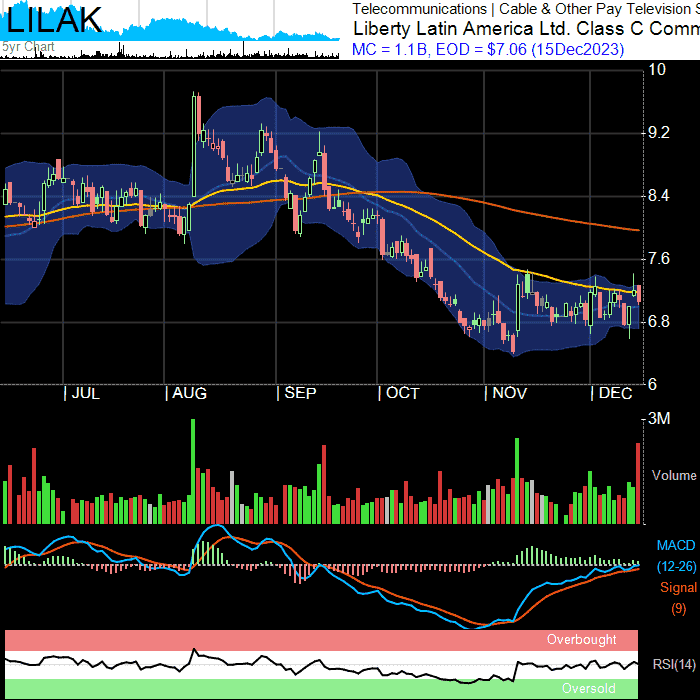 LILAK
5yr Chart
Telecommunications | Cable & Other Pay Television S
Liberty Latin America Ltd. Class C Comm
MC = 1.1B, EOD = $7.06 (15Dec2023)
10
9.2
8.4
7.6
6.8
6
| JUL | AUG | SEP | OCT | NOV | DEC
3M
Volume
MACD
(12-26)
Signal
(9)
Overbought
RSI(14)
Oversold